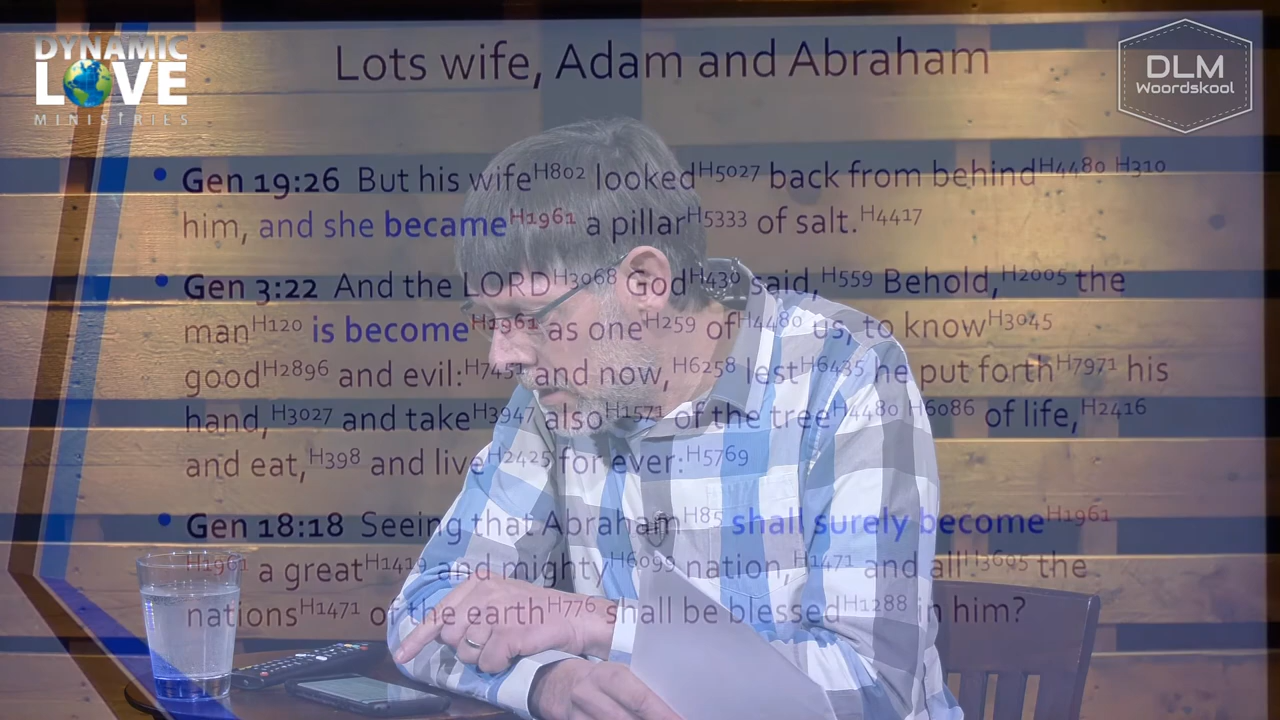 DYNAMIC
LOVE
MINISTRIES
Lots wife, Adam and Abraham
DLM
Woordskool
• Gen 19:26 But his wifeH802 lookedH5027 back from behindH4480 H310
him, and she becameH1961 a pillarH5333 of salt.H4417
• Gen 3:22 And the LORDH3068 GodH430 said,H559 Behold,H2005 the
manH120 is becomeH1961 as oneH259 ofH4480 us, to knowH3045
goodH2896 and evil:H7451 and now,H6258 lestH6435 he put forthH7971 his
hand,H3027 and takeH3947 alsoH1571 of the treeH4480 H6086 of life,H2416
and eat,H398 and liveH2425 for ever:H5769
• Gen 18:18 Seeing that AbrahamH85 shall surely becomeH1961
H1961 a greatH1419 and mightyH6099 nation,H1471 and allH3605 the
nationsH1471 of the earthH776 shall be blessedH1288 in him?